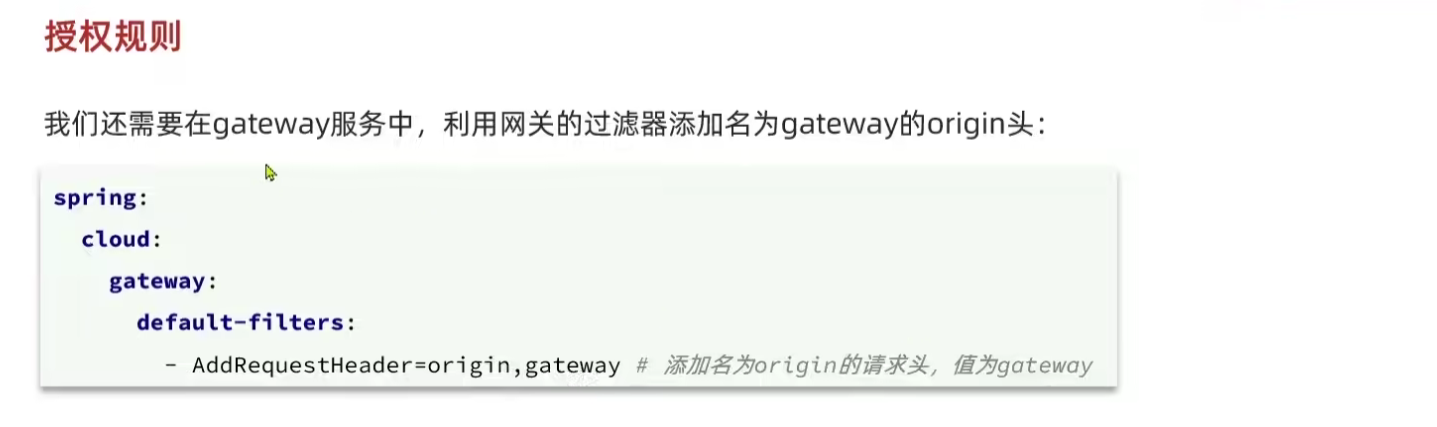 授权规则
我们还需要在gateway服务中，利用网关的过滤器添加名为gateway的origin头：
spring:
  cloud:
    gateway:
      default-filters:
        - AddRequestHeader=origin,gateway # 添加名为origin的请求头，值为gateway